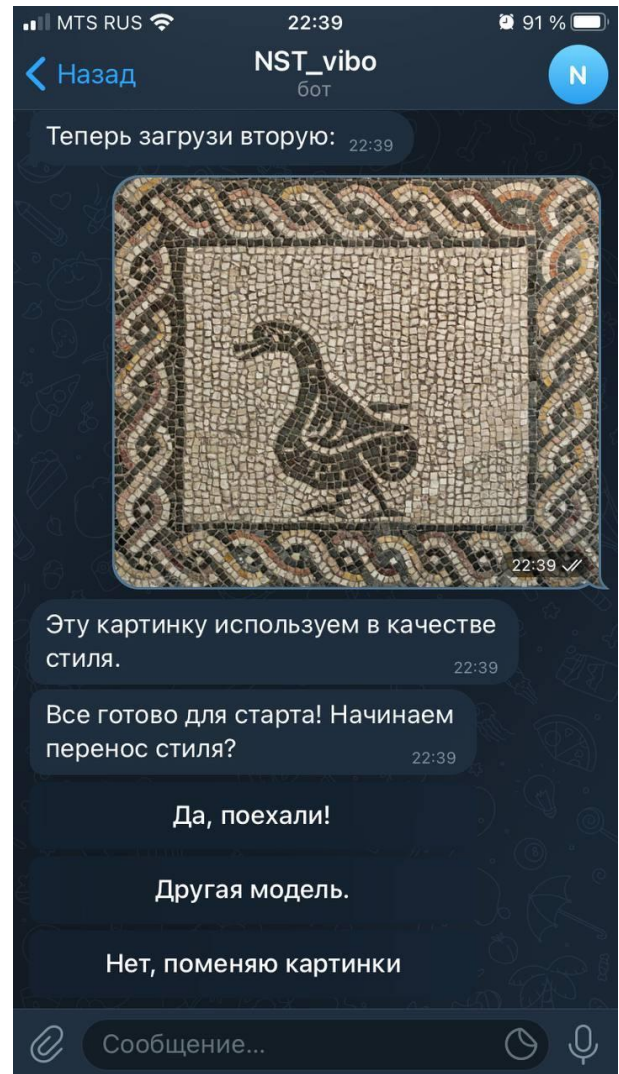 MTS RUS 22:39 91 %
Назад NST_vibo N
бот
Теперь загрузи вторую: 22:39
22:39
Эту картинку используем в качестве
стиля. 22:39
Все готово для старта! Начинаем
перенос стиля? 22:39
Да, поехали!
Другая модель.
Нет, поменяю картинки
Сообщение...